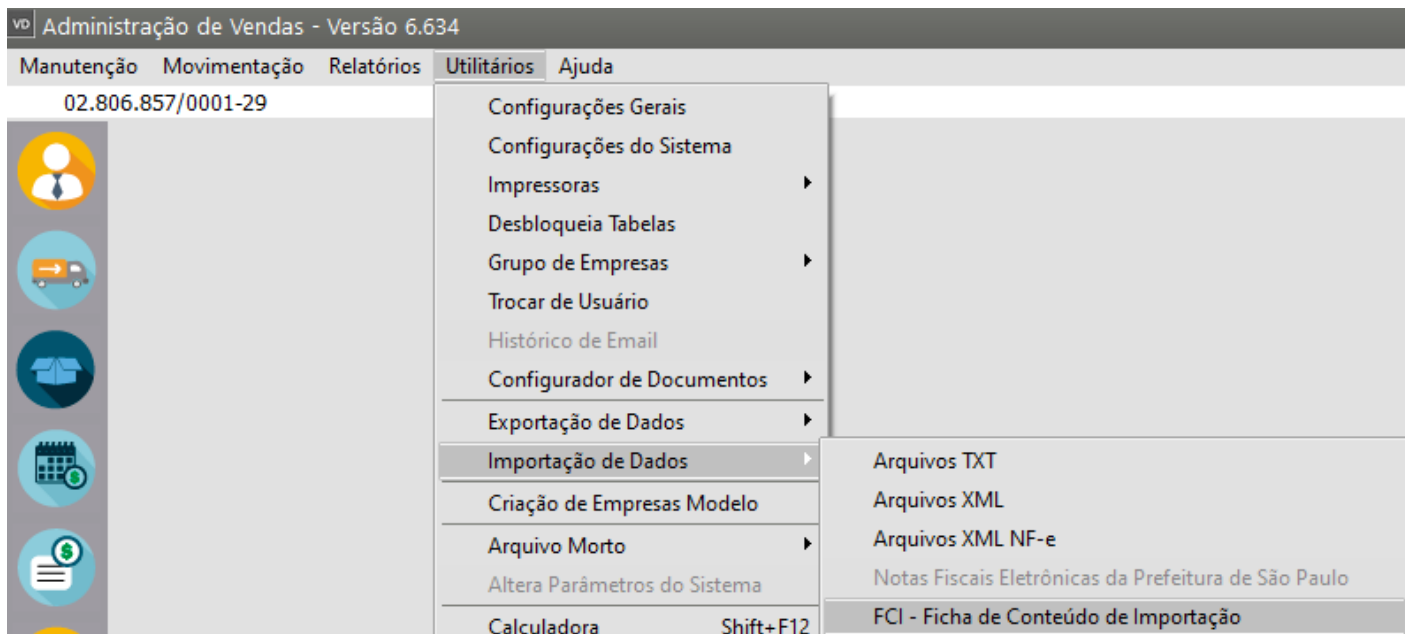 VD Administração de Vendas - Versão 6.634
Manutenção Movimentação Relatórios Utilitários Ajuda
02.806.857/0001-29
Configurações Gerais
Configurações do Sistema
Impressoras
Desbloqueia Tabelas
Grupo de Empresas
Trocar de Usuário
Histórico de Email
Configurador de Documentos
Exportação de Dados
Importação de Dados
Arquivos TXT
Arquivos XML
Criação de Empresas Modelo
Arquivos XML NF-e
Arquivo Morto
Notas Fiscais Eletrônicas da Prefeitura de São Paulo
Altera Parâmetros do Sistema
FCI - Ficha de Conteúdo de Importação
Calculadora Shift+F12